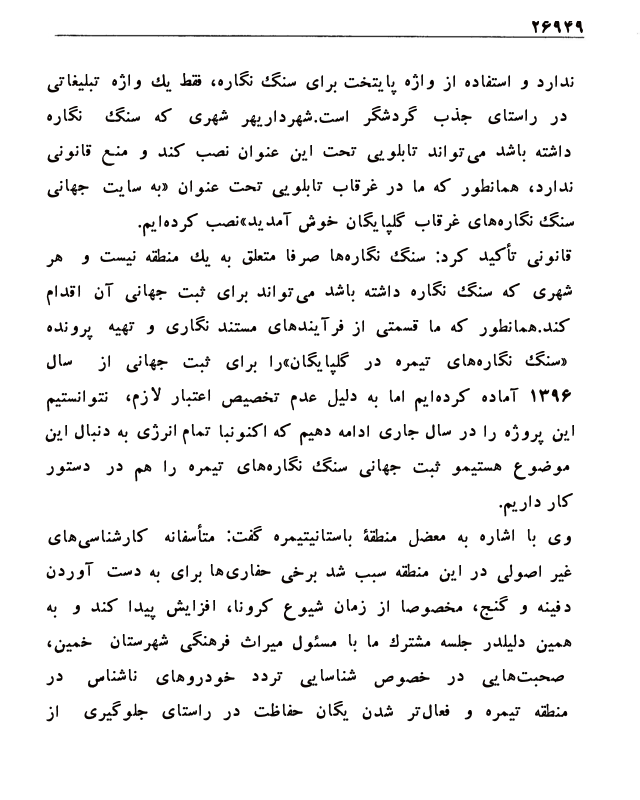 ۲۶۹۴۹
ندارد و استفاده از واژه پایتخت برای سنگ نگاره، فقط یك واژه تبلیغاتی
در راستای جذب گردشگر است.شهرداریهر شهری که سنگ نگاره
داشته باشد می‌تواند تابلویی تحت این عنوان نصب کند و منع قانونی
ندارد، همانطور که ما در غرقاب تابلویی تحت عنوان «به سایت جهانی
سنگ نگاره‌های غرقاب گلپایگان خوش آمدید»نصب کرده‌ایم.
قانونی تأکید کرد: سنگ نگاره‌ها صرفا متعلق به یك منطقه نیست و هر
شهری که سنگ نگاره داشته باشد می‌تواند برای ثبت جهانی آن اقدام
کند.همانطور که ما قسمتی از فرآیندهای مستند نگاری و تهیه پرونده
«سنگ نگاره‌های تیمره در گلپایگان»را برای ثبت جهانی از سال
۱۳۹۶ آماده کرده‌ایم اما به دلیل عدم تخصیص اعتبار لازم، نتوانستیم
این پروژه را در سال جاری ادامه دهیم که اکنونبا تمام انرژی به دنبال این
موضوع هستیمو ثبت جهانی سنگ نگاره‌های تیمره را هم در دستور
کار داریم.
وی با اشاره به معضل منطقهٔ باستانیتیمره گفت: متأسفانه کارشناسی‌های
غیر اصولی در این منطقه سبب شد برخی حفاری‌ها برای به دست آوردن
دفینه و گنج، مخصوصا از زمان شیوع کرونا، افزایش پیدا کند و به
همین دلیلدر جلسه مشترك ما با مسئول میراث فرهنگی شهرستان خمین،
صحبت‌هایی در خصوص شناسایی تردد خودروهای ناشناس در
منطقه تیمره و فعال‌تر شدن یگان حفاظت در راستای جلوگیری از